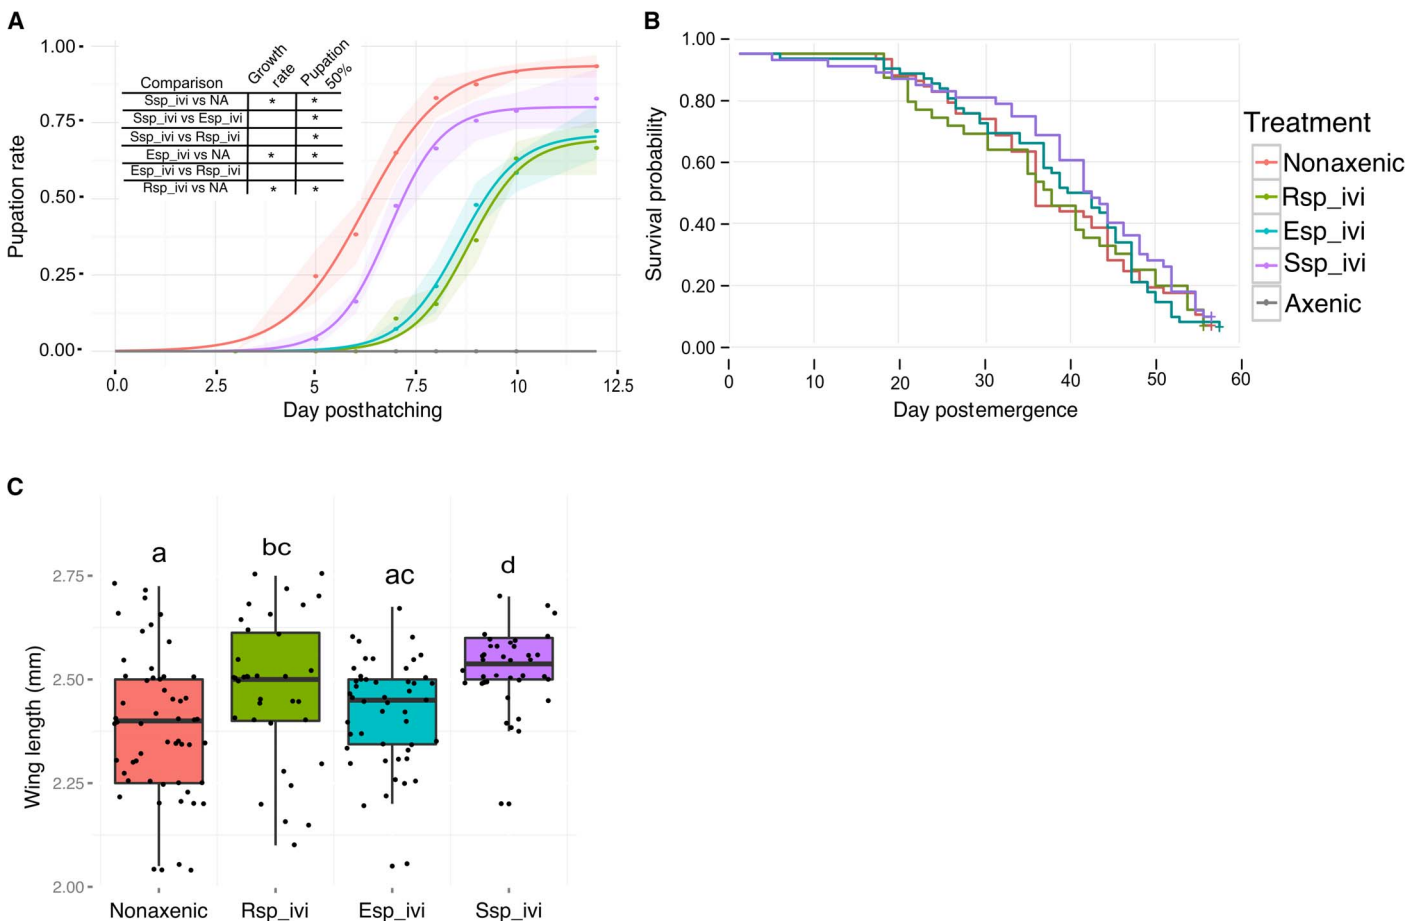 A
1.00
0.75
0.50
0.25
0.00
Pupation rate
Comparison
Growth
rate
Pupation
50%
Ssp_ivi vs NA * *
Ssp_ivi vs Esp_ivi *
Ssp_ivi vs Rsp_ivi *
Esp_ivi vs NA * *
Esp_ivi vs Rsp_ivi
Rsp_ivi vs NA * *
0.0 2.5 5 7.5 10 12.5
Day posthatching
B
1.00
0.80
0.60
0.40
0.20
0.00
Survival probability
0 10 20 30 40 50 60
Day postemergence
Treatment
Nonaxenic
Rsp_ivi
Esp_ivi
Ssp_ivi
Axenic
C
2.75
2.50
2.25
2.00
Wing length (mm)
a
bc
ac
d
Nonaxenic Rsp_ivi Esp_ivi Ssp_ivi